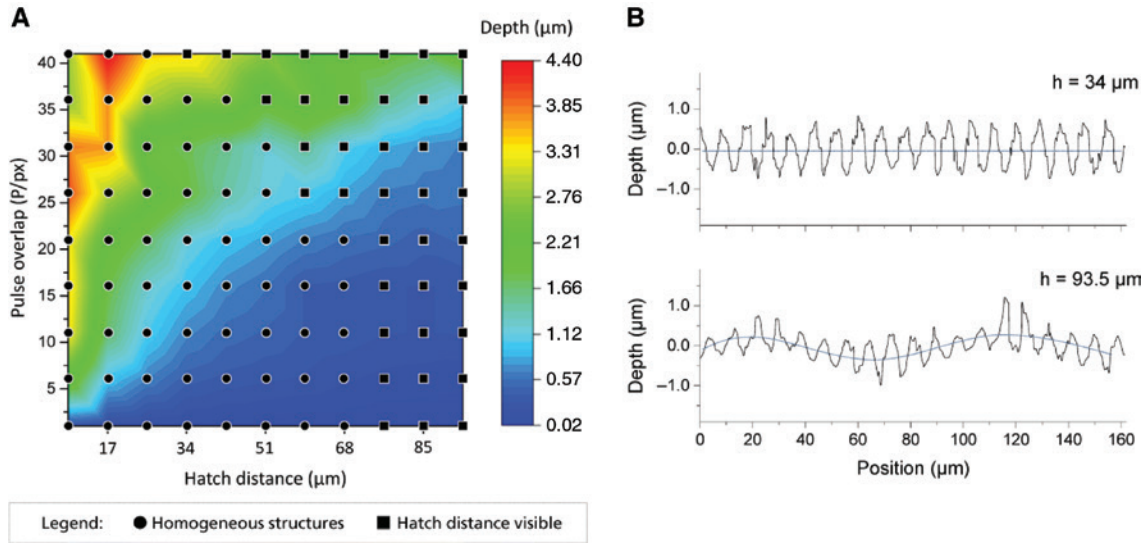 A
Depth (µm)
40
35
30
25
20
15
10
5
Pulse overlap (P/px)
17 34 51 68 85
Hatch distance (µm)
4.40
3.85
3.31
2.76
2.21
1.66
1.12
0.57
0.02
Legend: Homogeneous structures Hatch distance visible
B
h = 34 µm
1.0
0.0
–1.0
Depth (µm)
h = 93.5 µm
1.0
0.0
–1.0
Depth (µm)
0 20 40 60 80 100 120 140 160
Position (µm)